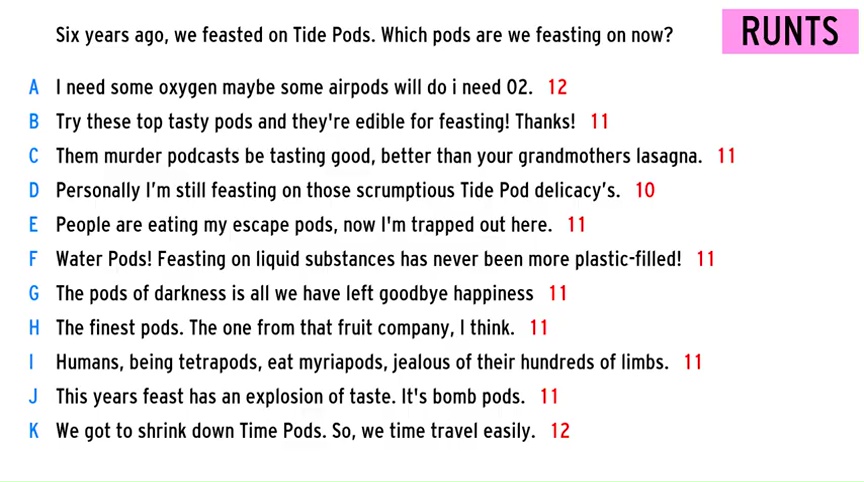 Six years ago, we feasted on Tide Pods. Which pods are we feasting on now?
RUNTS
A I need some oxygen maybe some airpods will do i need O2. 12
B Try these top tasty pods and they're edible for feasting! Thanks! 11
C Them murder podcasts be tasting good, better than your grandmothers lasagna. 11
D Personally I'm still feasting on those scrumptious Tide Pod delicacy's. 10
E People are eating my escape pods, now I'm trapped out here. 11
F Water Pods! Feasting on liquid substances has never been more plastic-filled! 11
G The pods of darkness is all we have left goodbye happiness 11
H The finest pods. The one from that fruit company, I think. 11
I Humans, being tetrapods, eat myriapods, jealous of their hundreds of limbs. 11
J This years feast has an explosion of taste. It's bomb pods. 11
K We got to shrink down Time Pods. So, we time travel easily. 12